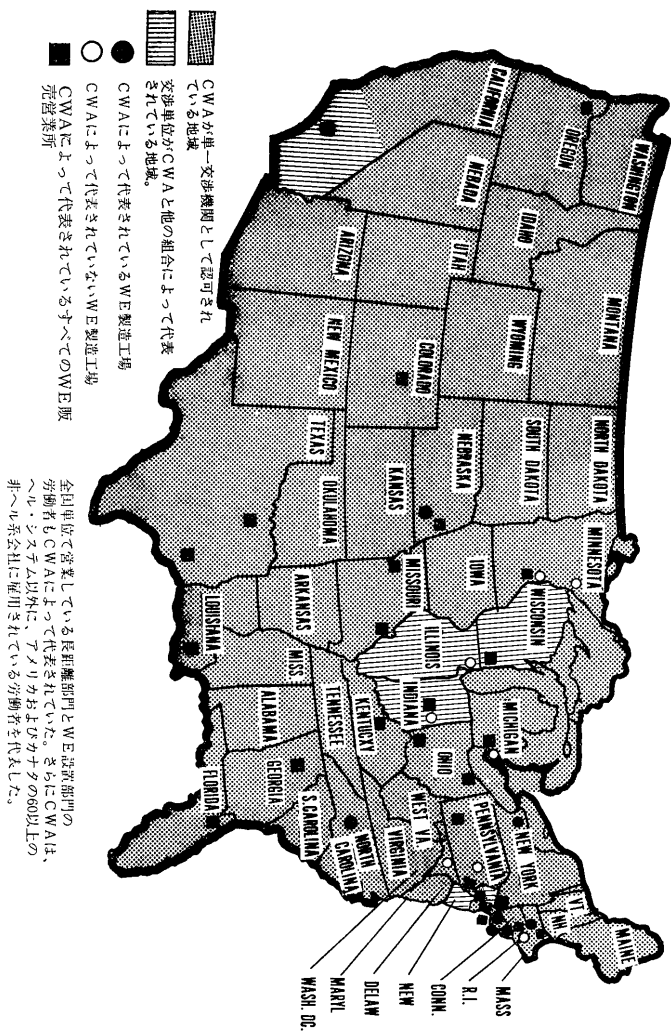 CWAが単一交渉機関として認可され
ている地域
交渉単位がCWAと他の組合によって代表
されている地域。
CWAによって代表されているWE製造工場
CWAによって代表されていないWE製造工場
CWAによって代表されているすべてのWE販
売営業所
全国単位で営業している長距離部門とWE設置部門の
労働者もCWAによって代表されていた。さらにCWAは、
ベル・システム以外に、アメリカおよびカナダの60以上の
非ベル系会社に雇用されている労働者を代表した。
WASHINGTON
OREGON
CALIFORNIA
NEVADA
IDAHO
MONTANA
WYOMING
UTAH
ARIZONA
COLORADO
NEW MEXICO
NORTH DAKOTA
SOUTH DAKOTA
NEBRASKA
KANSAS
OKLAHOMA
TEXAS
MINNESOTA
IOWA
MISSOURI
ARKANSAS
LOUISIANA
WISCONSIN
ILLINOIS
MISS
INDIANA
MICHIGAN
OHIO
KENTUCKY
TENNESSEE
ALABAMA
GEORGIA
FLORIDA
S.CAROLINA
NORTH
CAROLINA
VIRGINIA
WEST VA
PENNSYLVANIA
NEW YORK
VT.
NH
MAINE
MASS
R.I.
CONN.
NEW
DELAW
MARYL
WASH. DC.